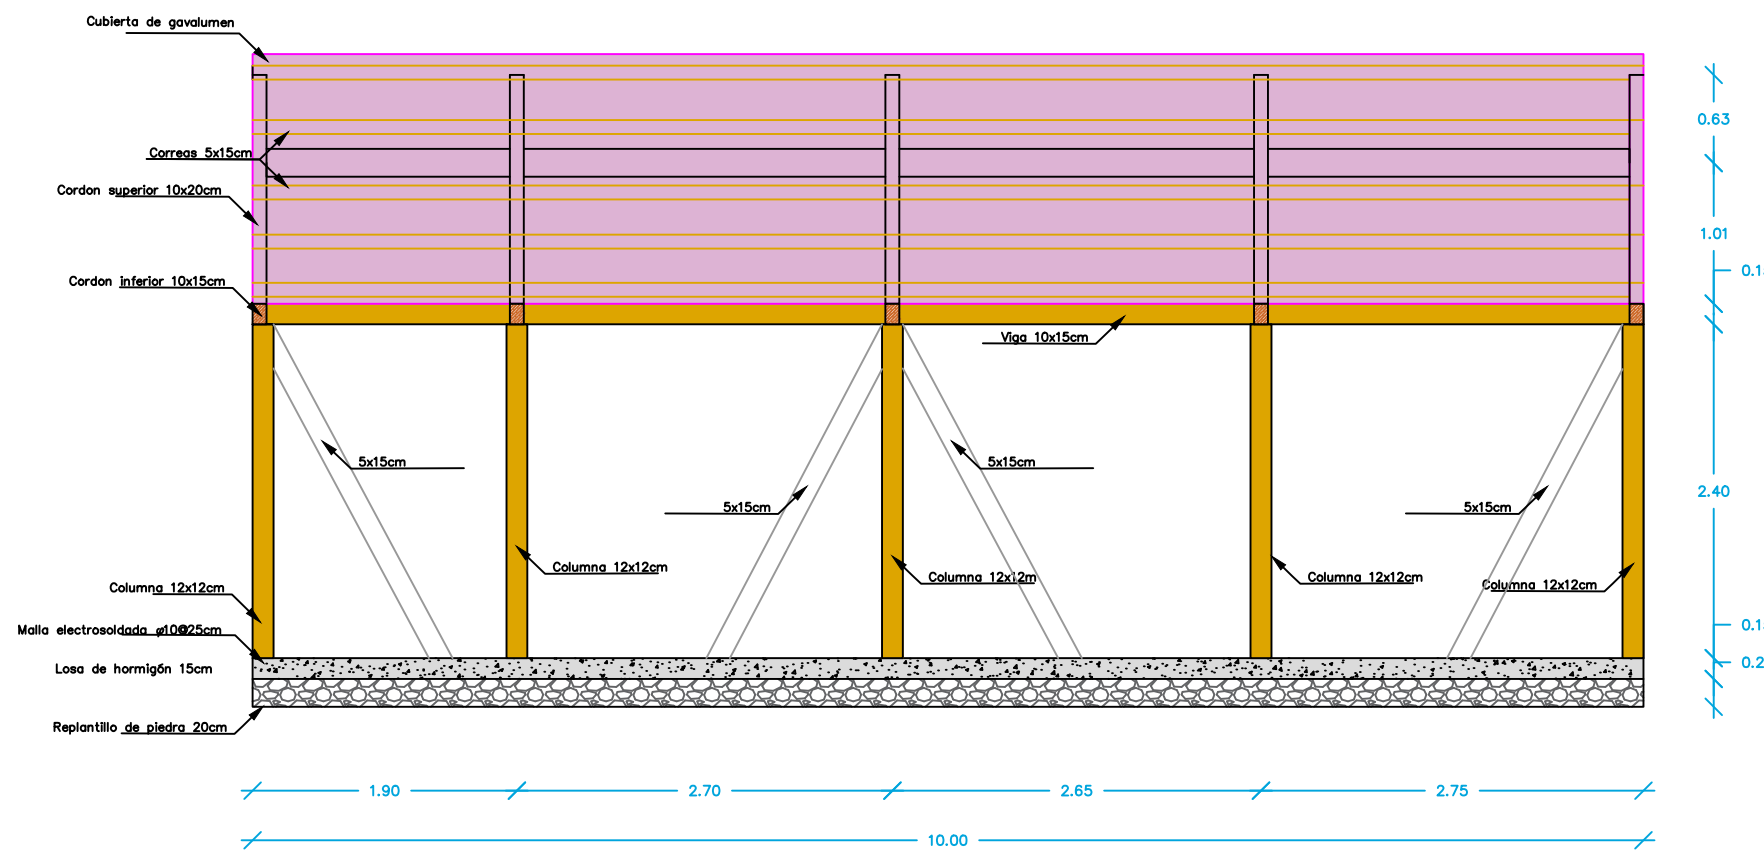 Cubierta de gavalumen
0.63
Correas 5x15cm
Cordon superior 10x20cm
1.01
0.1
Cordon inferior 10x15cm
Viga 10x15cm
5x15cm
5x15cm
2.40
5x15cm
5x15cm
Columna 12x12cm
Columna 12x12m
Columna 12x12cm
Columna 12x12cm
Columna 12x12cm
Malla electrosoldada ø10@25cm
0.1
Losa de hormigón 15cm
0.2
Replantillo de piedra 20cm
1.90
2.70
2.65
2.75
10.00